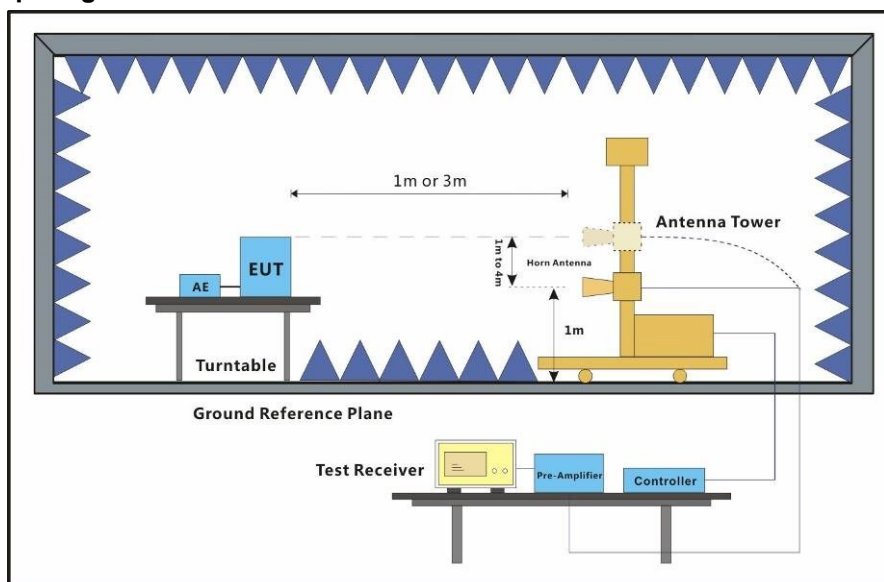 1m or 3m
Antenna Tower
1m to 4m
Horn Antenna
EUT
AE
1m
Turntable
Ground Reference Plane
Test Receiver
Pre-Amplifier
Controller